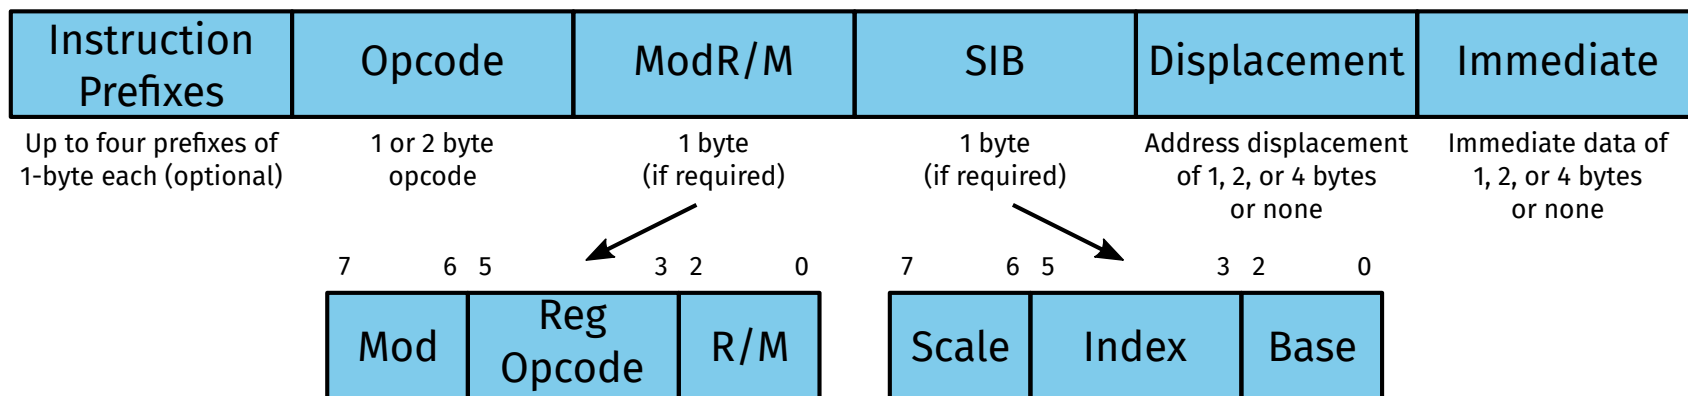 Instruction
Prefixes
Opcode
ModR/M
SIB
Displacement
Immediate
Up to four prefixes of
1-byte each (optional)
1 or 2 byte
opcode
1 byte
(if required)
1 byte
(if required)
Address displacement
of 1, 2, or 4 bytes
or none
Immediate data of
1, 2, or 4 bytes
or none
7 6 5 3 2 0
Mod
Reg
Opcode
R/M
7 6 5 3 2 0
Scale
Index
Base